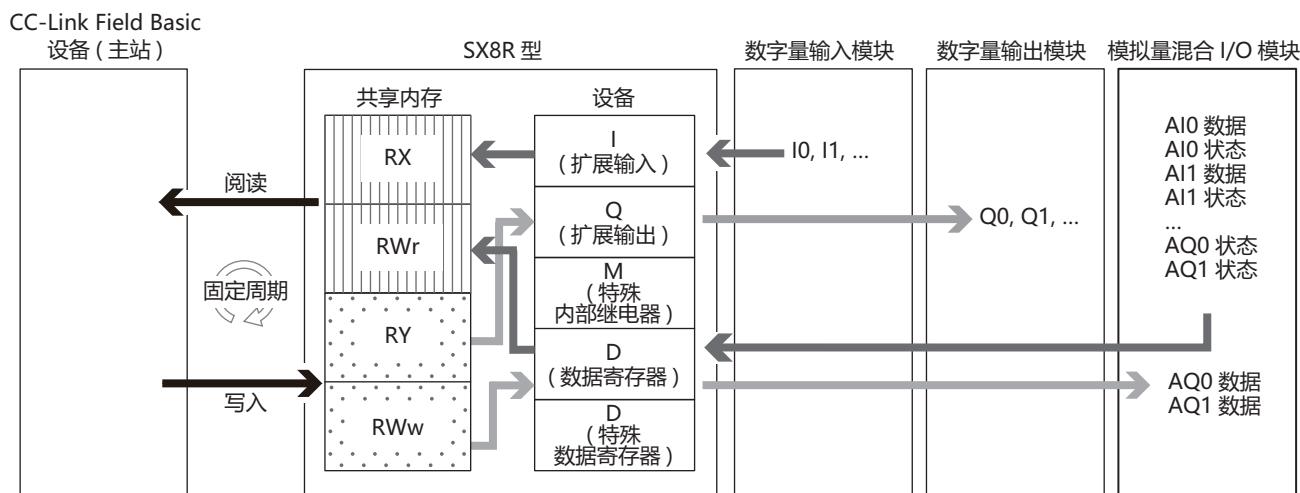 CC-Link Field Basic
设备 ( 主站 )
SX8R 型
数字量输入模块
数字量输出模块
模拟量混合 I/O 模块
共享内存
设备
RX
I
( 扩展输入 )
I0, I1, ...
AI0 数据
AI0 状态
AI1 数据
AI1 状态
...
AQ0 状态
AQ1 状态
阅读
RWr
Q
( 扩展输出 )
Q0, Q1, ...
固定周期
M
( 特殊
内部继电器 )
RY
D
( 数据寄存器 )
写入
AQ0 数据
AQ1 数据
RWw
D
( 特殊
数据寄存器 )